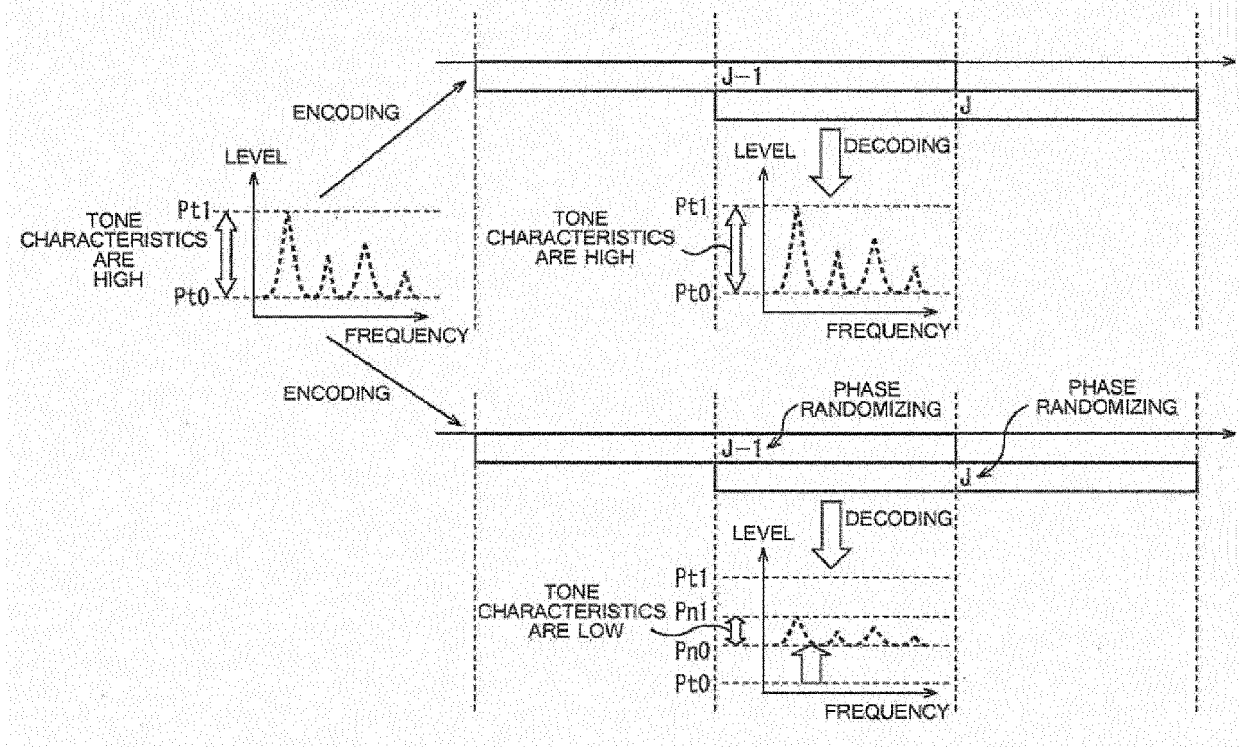 J-1
J
ENCODING
LEVEL
Pt1
TONE
CHARACTERISTICS
ARE
HIGH
Pt0
FREQUENCY
DECODING
LEVEL
Pt1
TONE
CHARACTERISTICS
ARE HIGH
Pt0
FREQUENCY
ENCODING
PHASE
RANDOMIZING
PHASE
RANDOMIZING
J-1
J
DECODING
LEVEL
Pt1
TONE
CHARACTERISTICS
ARE LOW
Pn1
Pn0
Pt0
FREQUENCY